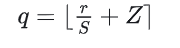 q = ⌊r/S + Z⌉